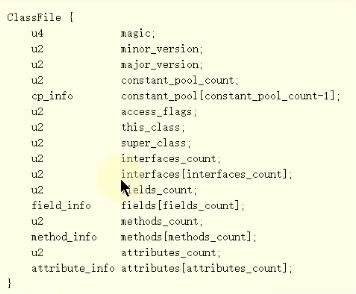 ClassFile {
u4 magic;
u2 minor_version;
u2 major_version;
u2 constant_pool_count;
cp_info constant_pool[constant_pool_count-1];
u2 access_flags;
u2 this_class;
u2 super_class;
u2 interfaces_count;
u2 interfaces[interfaces_count];
u2 fields_count;
field_info fields[fields_count];
u2 methods_count;
method_info methods[methods_count];
u2 attributes_count;
attribute_info attributes[attributes_count];
}